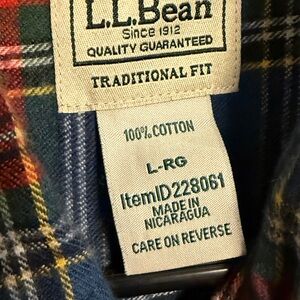 L.L.Bean
Since 1912
QUALITY GUARANTEED
TRADITIONAL FIT
100% COTTON
L-RG
ItemID228061
MADE IN
NICARAGUA
CARE ON REVERSE